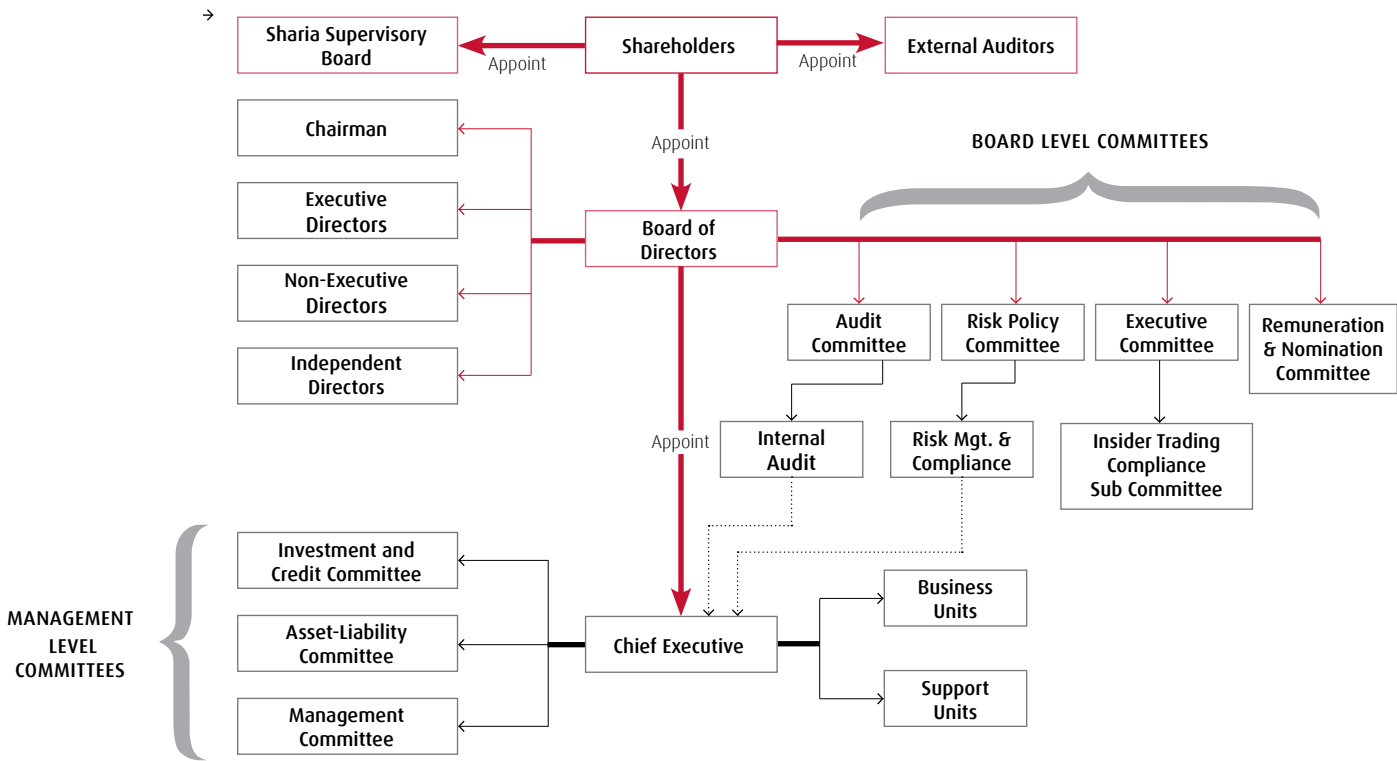 Sharia Supervisory
Board
Appoint
Shareholders
Appoint
External Auditors
Chairman
Appoint
BOARD LEVEL COMMITTEES
Executive
Directors
Board of
Directors
Non-Executive
Directors
Independent
Directors
Audit
Committee
Risk Policy
Committee
Executive
Committee
Remuneration
& Nomination
Committee
Appoint
Internal
Audit
Risk Mgt. &
Compliance
Insider Trading
Compliance
Sub Committee
MANAGEMENT
LEVEL
COMMITTEES
Investment and
Credit Committee
Asset-Liability
Committee
Management
Committee
Chief Executive
Business
Units
Support
Units